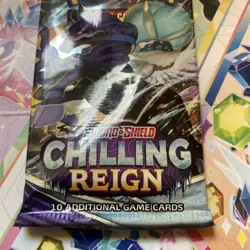 SWORD & SHIELD
CHILLING
REIGN
10 ADDITIONAL GAME CARDS